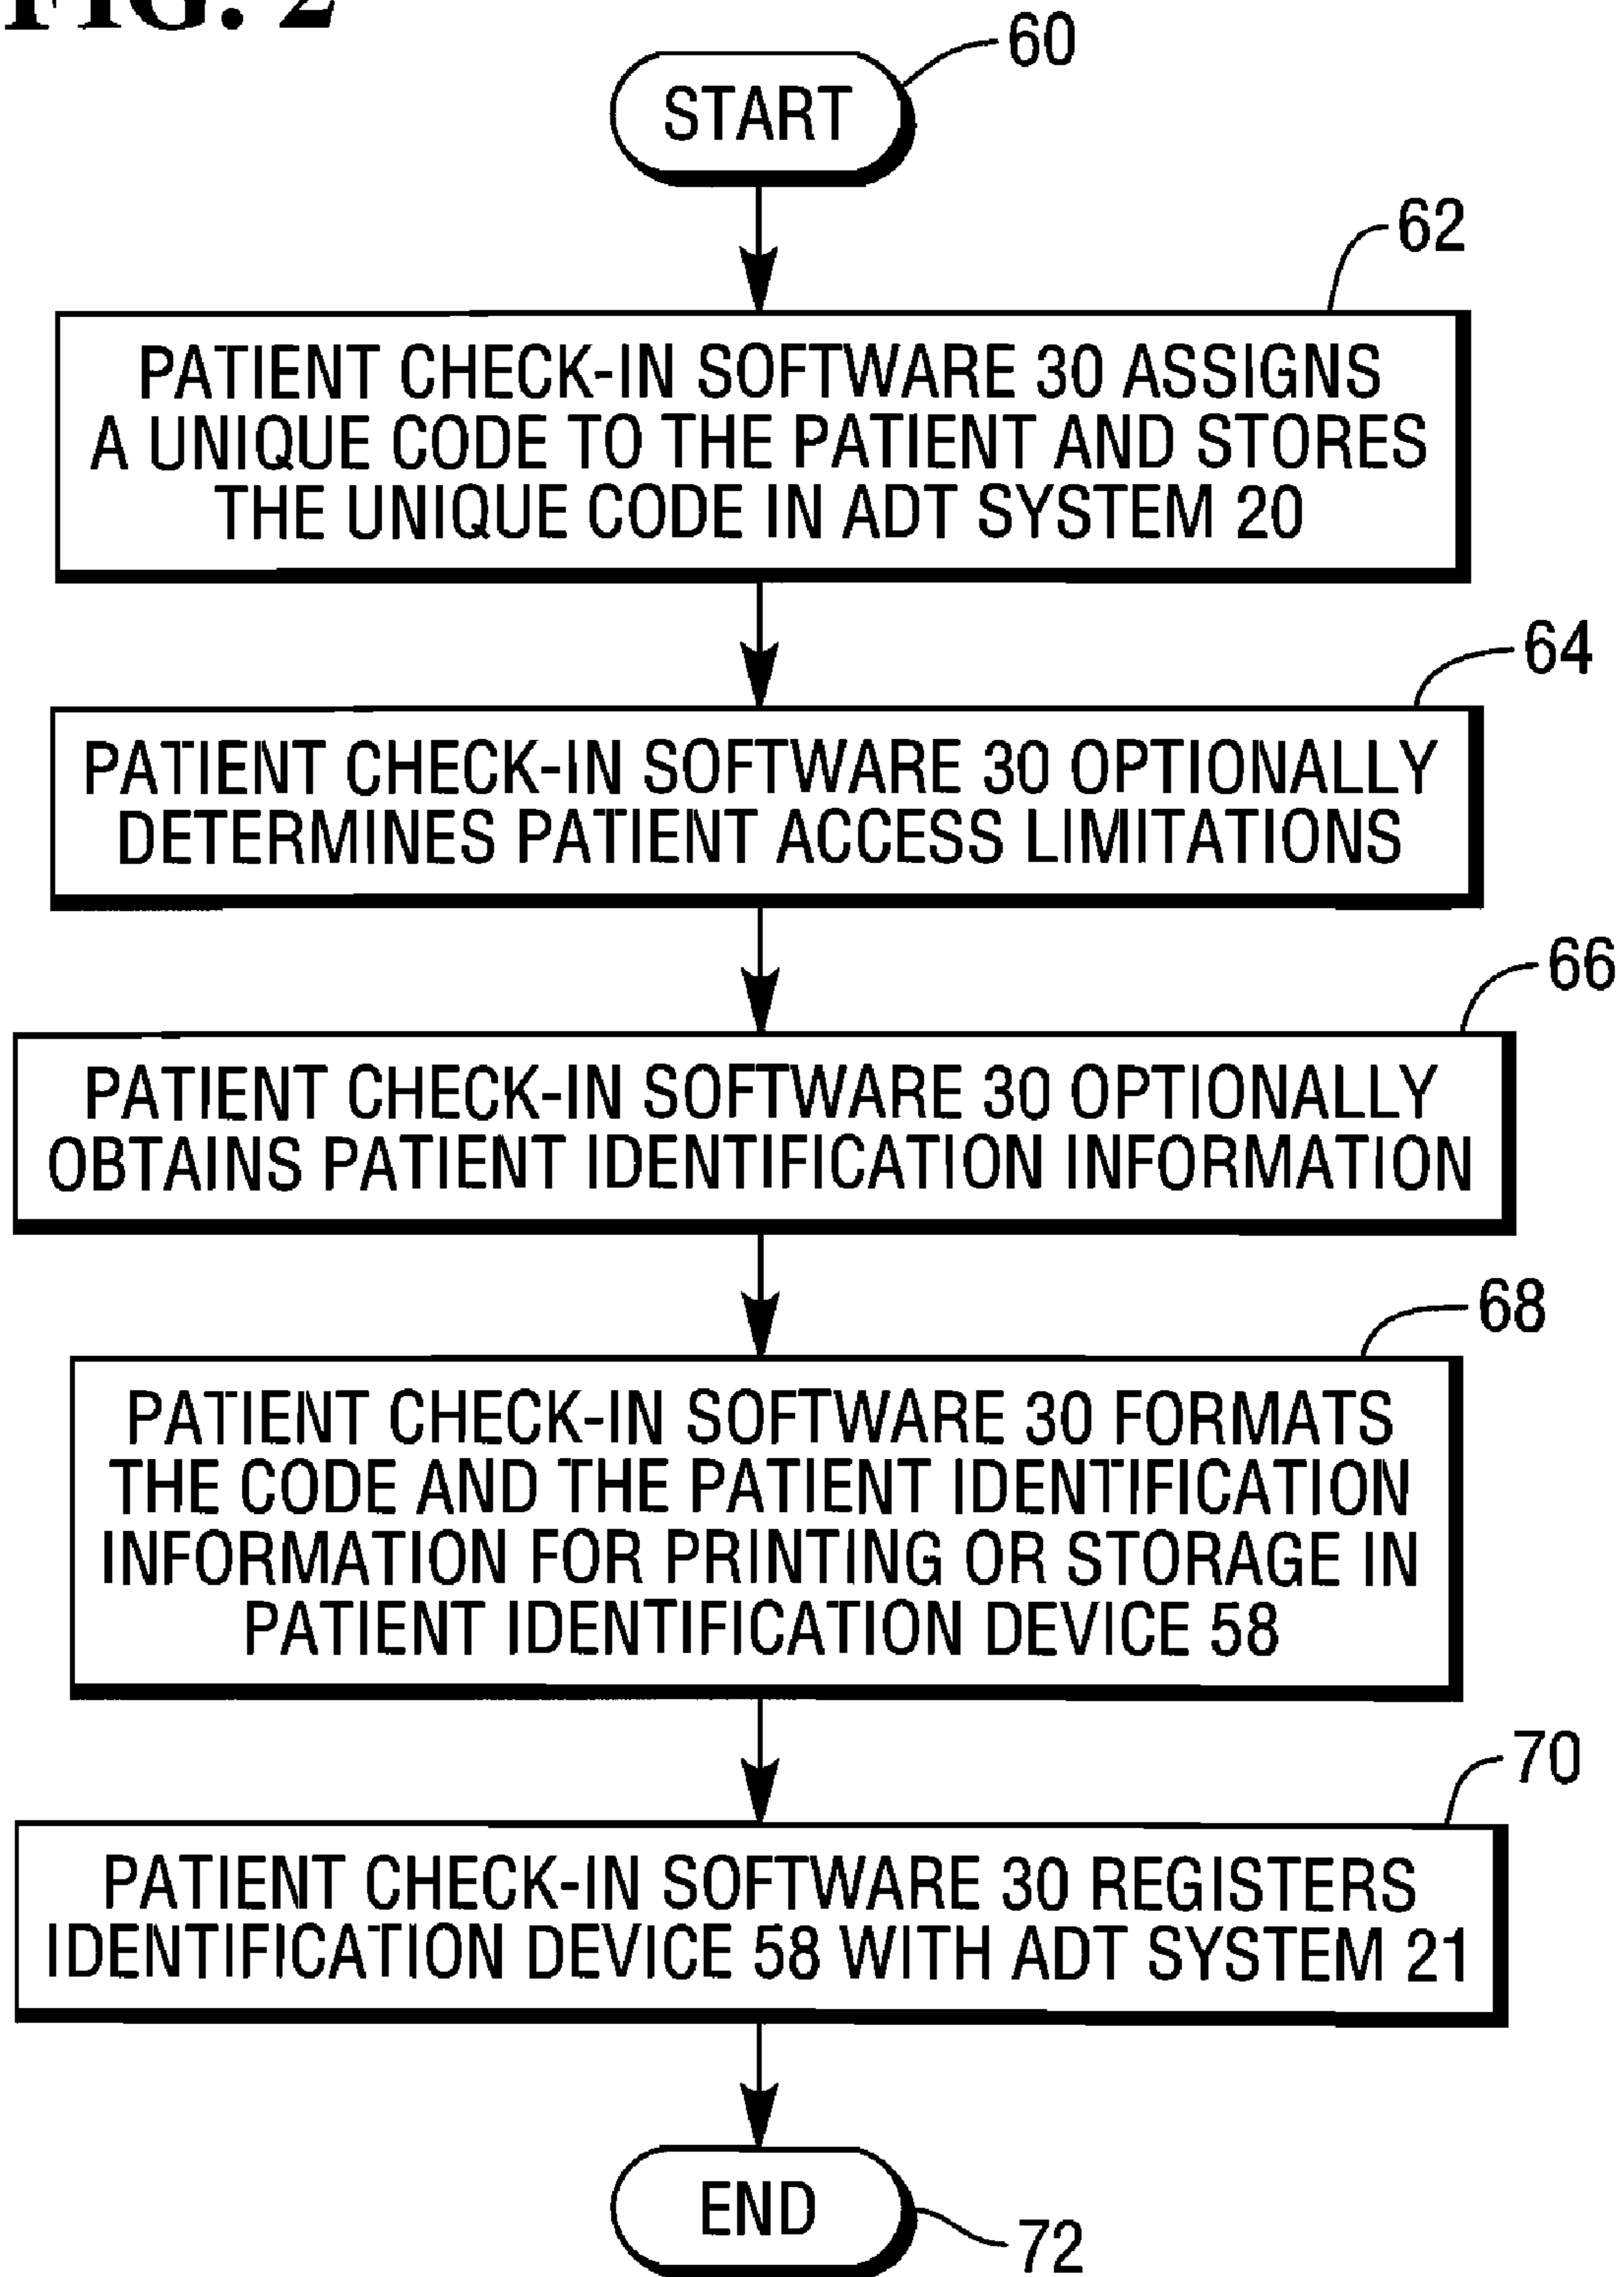 FIG. 2
60
START
62
PATIENT CHECK-IN SOFTWARE 30 ASSIGNS
A UNIQUE CODE TO THE PATIENT AND STORES
THE UNIQUE CODE IN ADT SYSTEM 20
64
PATIENT CHECK-IN SOFTWARE 30 OPTIONALLY
DETERMINES PATIENT ACCESS LIMITATIONS
66
PATIENT CHECK-IN SOFTWARE 30 OPTIONALLY
OBTAINS PATIENT IDENTIFICATION INFORMATION
68
PATIENT CHECK-IN SOFTWARE 30 FORMATS
THE CODE AND THE PATIENT IDENTIFICATION
INFORMATION FOR PRINTING OR STORAGE IN
PATIENT IDENTIFICATION DEVICE 58
70
PATIENT CHECK-IN SOFTWARE 30 REGISTERS
IDENTIFICATION DEVICE 58 WITH ADT SYSTEM 21
END
72